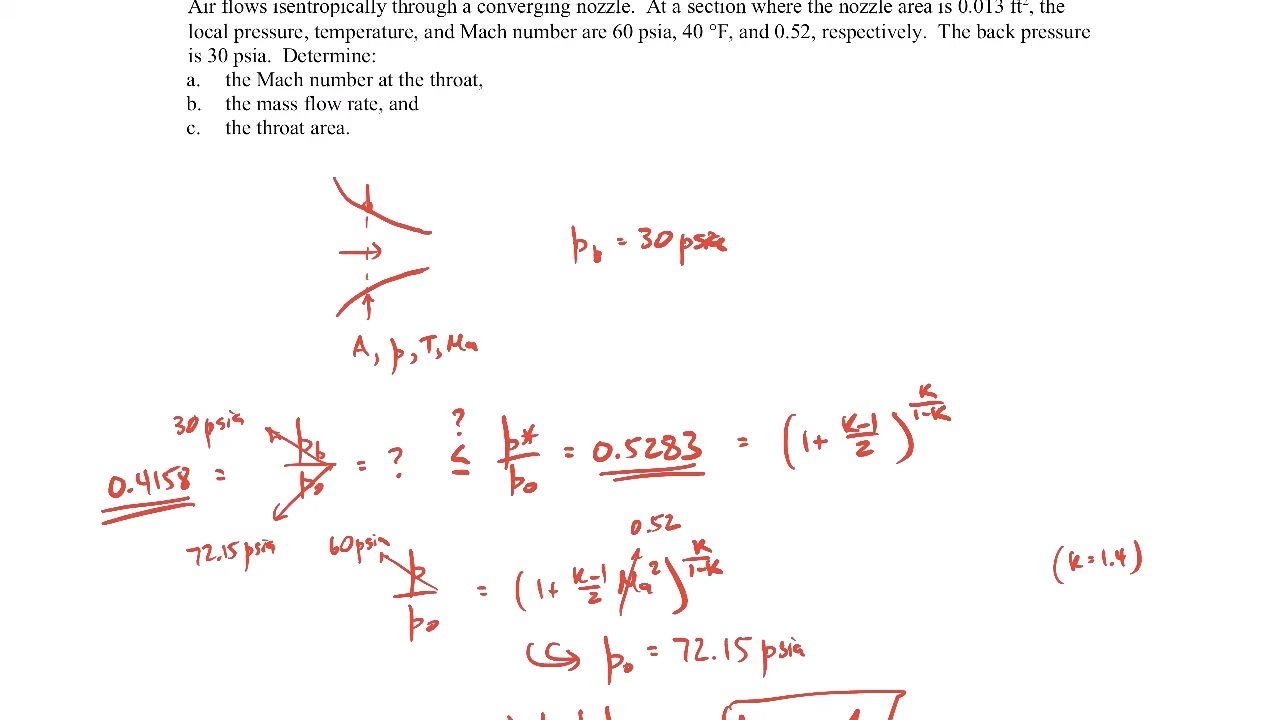 Air flows isentropically through a converging nozzle. At a section where the nozzle area is 0.013 ft², the
local pressure, temperature, and Mach number are 60 psia, 40 °F, and 0.52, respectively. The back pressure
is 30 psia. Determine:
a. the Mach number at the throat,
b. the mass flow rate, and
c. the throat area.
p_b = 30 psia
A, p, T, Ma
30 psia
0.4158 = p_b/p_0 = ? ≤? p*/p_0 = 0.5283 = (1 + (k-1)/2)^(k/(1-k))
72.15 psia
60 psia
0.52
p/p_0 = (1 + (k-1)/2 Ma²)^(k/(1-k))
(k = 1.4)
↪ p_0 = 72.15 psia